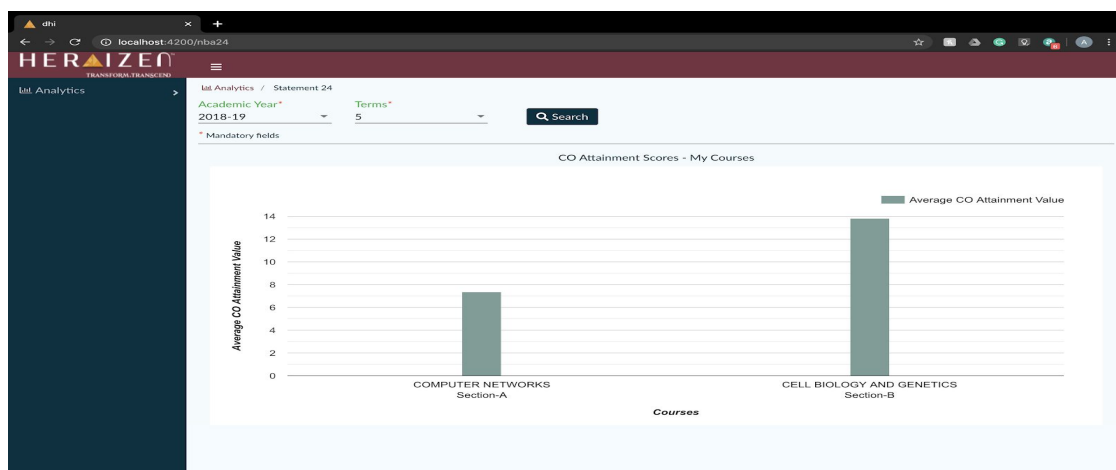 dhi
localhost:4200/nba24
HERAIZEN
TRANSFORM.TRANSCEND
Analytics
Analytics / Statement 24
Academic Year* Terms*
2018-19 5 Search
* Mandatory fields
CO Attainment Scores - My Courses
Average CO Attainment Value
14
12
10
8
6
4
2
0
Average CO Attainment Value
COMPUTER NETWORKS CELL BIOLOGY AND GENETICS
Section-A Section-B
Courses
A